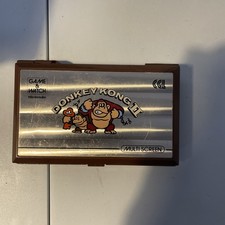 GAME & WATCH
DONKEY KONG II
MULTI SCREEN